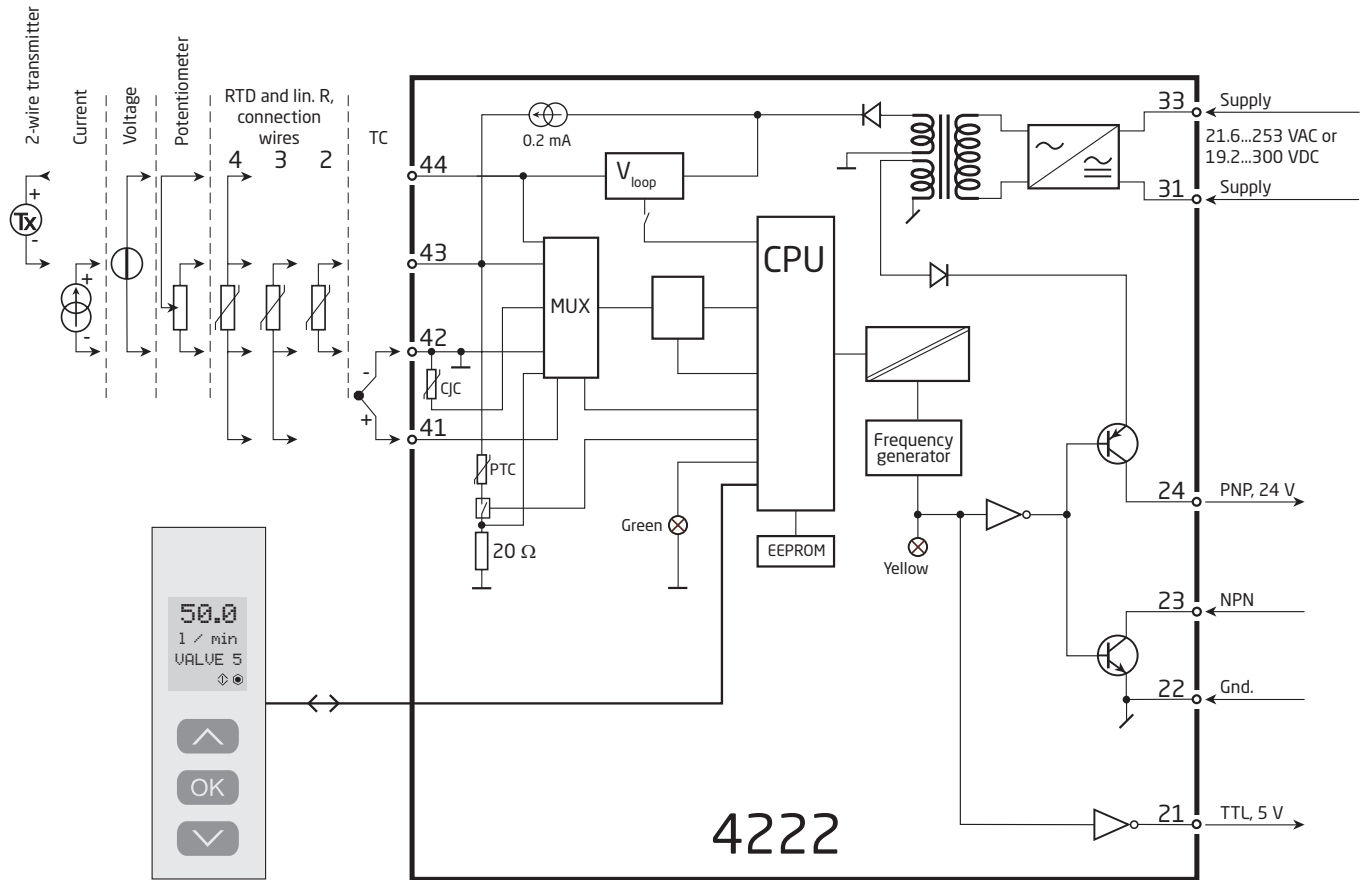 2-wire transmitter
Current
Voltage
Potentiometer
RTD and lin. R,
connection
wires
4 3 2
TC
Tx
+
-
+
-
-
+
44
43
42
41
0.2 mA
Vloop
MUX
CPU
CJC
PTC
20 Ω
Green
EEPROM
Frequency
generator
Yellow
33
Supply
21.6...253 VAC or
19.2...300 VDC
31
Supply
24
PNP, 24 V
23
NPN
22
Gnd.
21
TTL, 5 V
50.0
l / min
VALVE 5
OK
4222